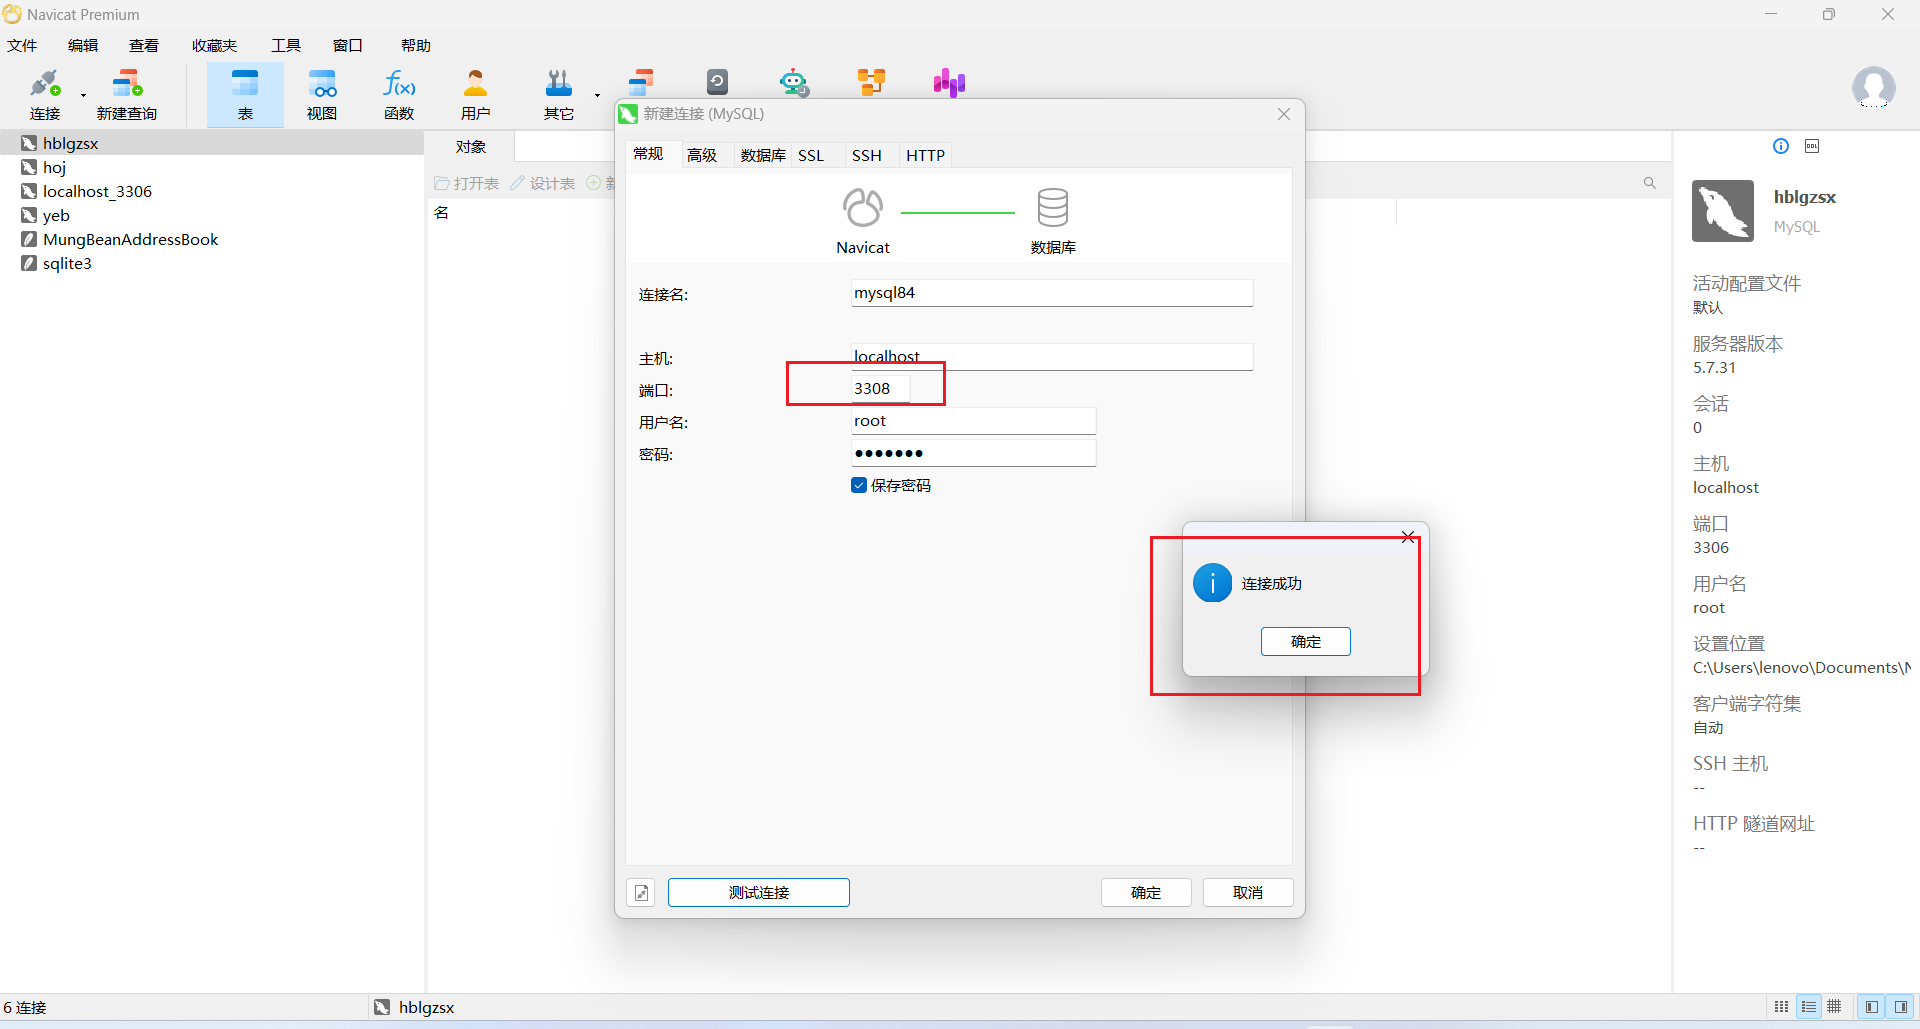 Navicat Premium
文件 编辑 查看 收藏夹 工具 窗口 帮助
连接 新建查询 表 视图 函数 用户 其它
hblgzsx
hoj
localhost_3306
yeb
MungBeanAddressBook
sqlite3
对象
打开表 设计表
名
新建连接 (MySQL)
常规 高级 数据库 SSL SSH HTTP
Navicat 数据库
连接名: mysql84
主机: localhost
端口: 3308
用户名: root
密码: ●●●●●●●
保存密码
连接成功
确定
测试连接 确定 取消
DDL
hblgzsx
MySQL
活动配置文件
默认
服务器版本
5.7.31
会话
0
主机
localhost
端口
3306
用户名
root
设置位置
C:\Users\lenovo\Documents\N
客户端字符集
自动
SSH 主机
--
HTTP 隧道网址
--
6 连接 hblgzsx